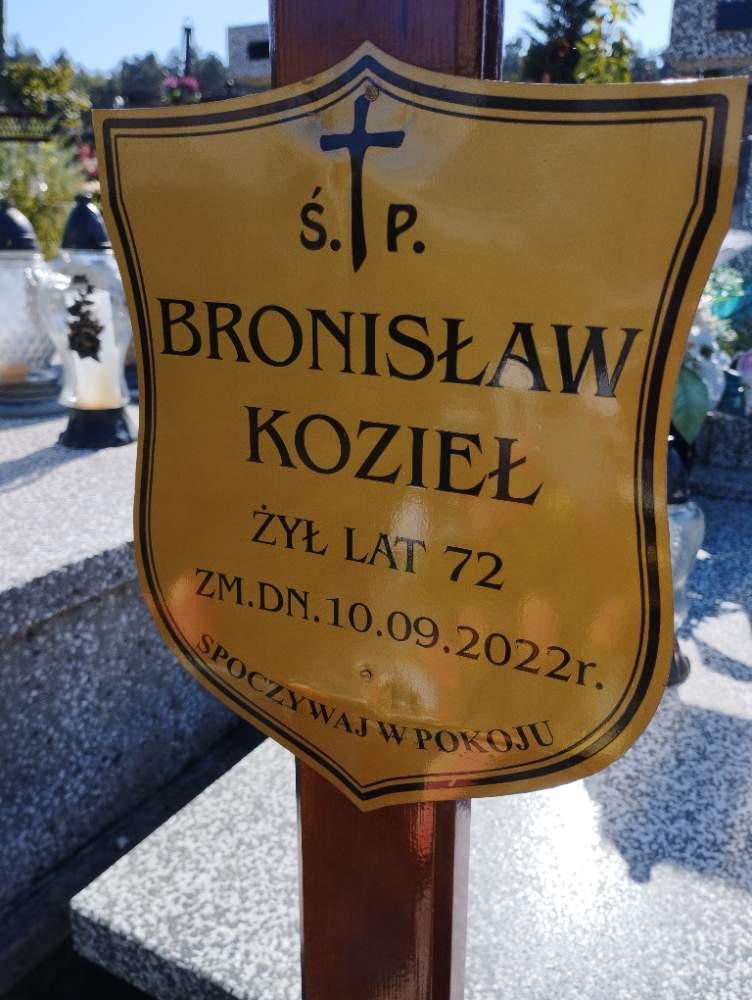 Ś. P.
BRONISŁAW
KOZIEŁ
ŻYŁ LAT 72
ZM.DN.10.09.2022r.
SPOCZYWAJ W POKOJU